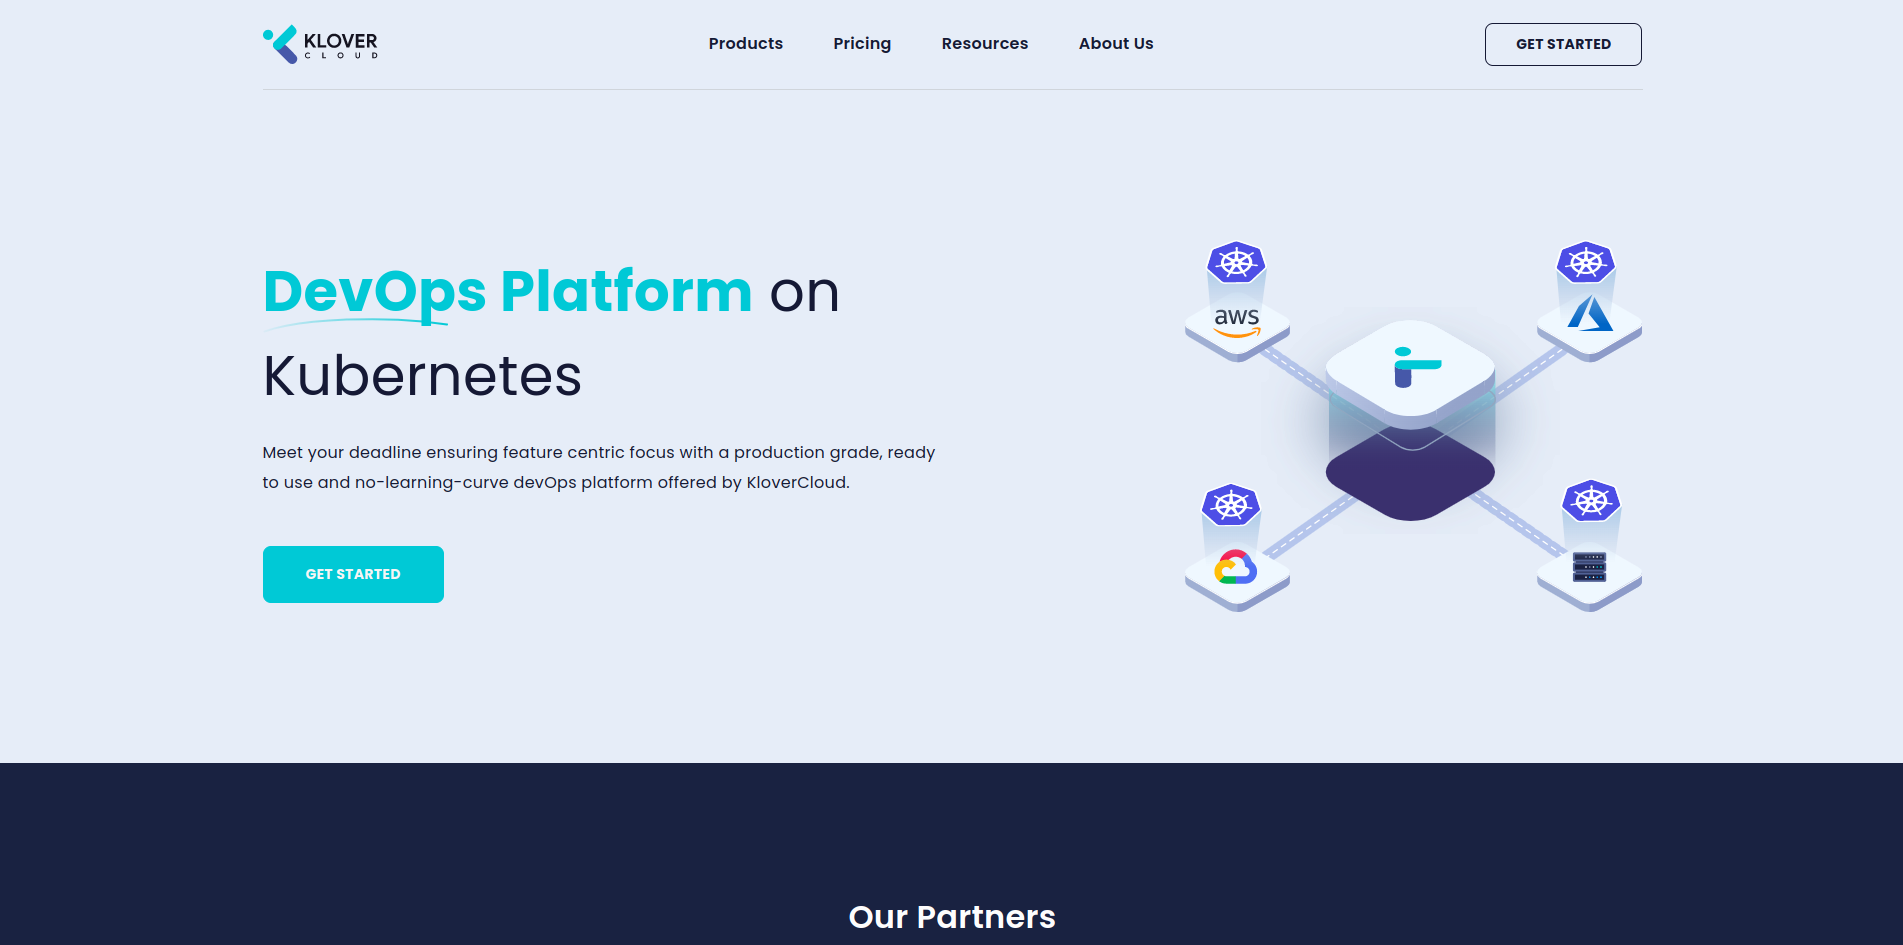 KLOVER
CLOUD
Products
Pricing
Resources
About Us
GET STARTED
DevOps Platform on
Kubernetes
Meet your deadline ensuring feature centric focus with a production grade, ready
to use and no-learning-curve devOps platform offered by KloverCloud.
GET STARTED
aws
Our Partners